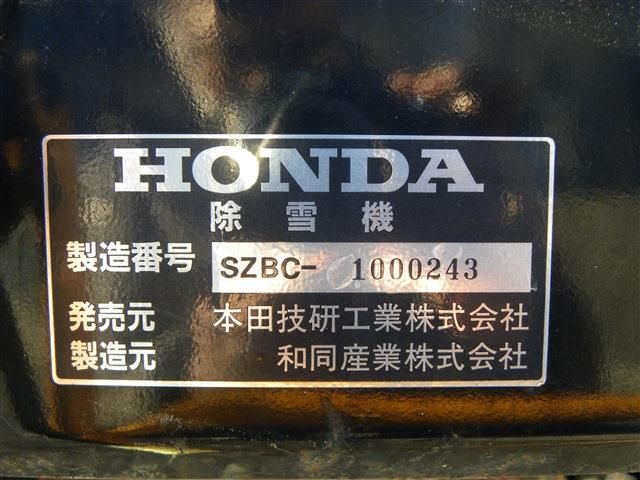 HONDA
除雪機
製造番号 SZBC- 1000243
発売元 本田技研工業株式会社
製造元 和同産業株式会社